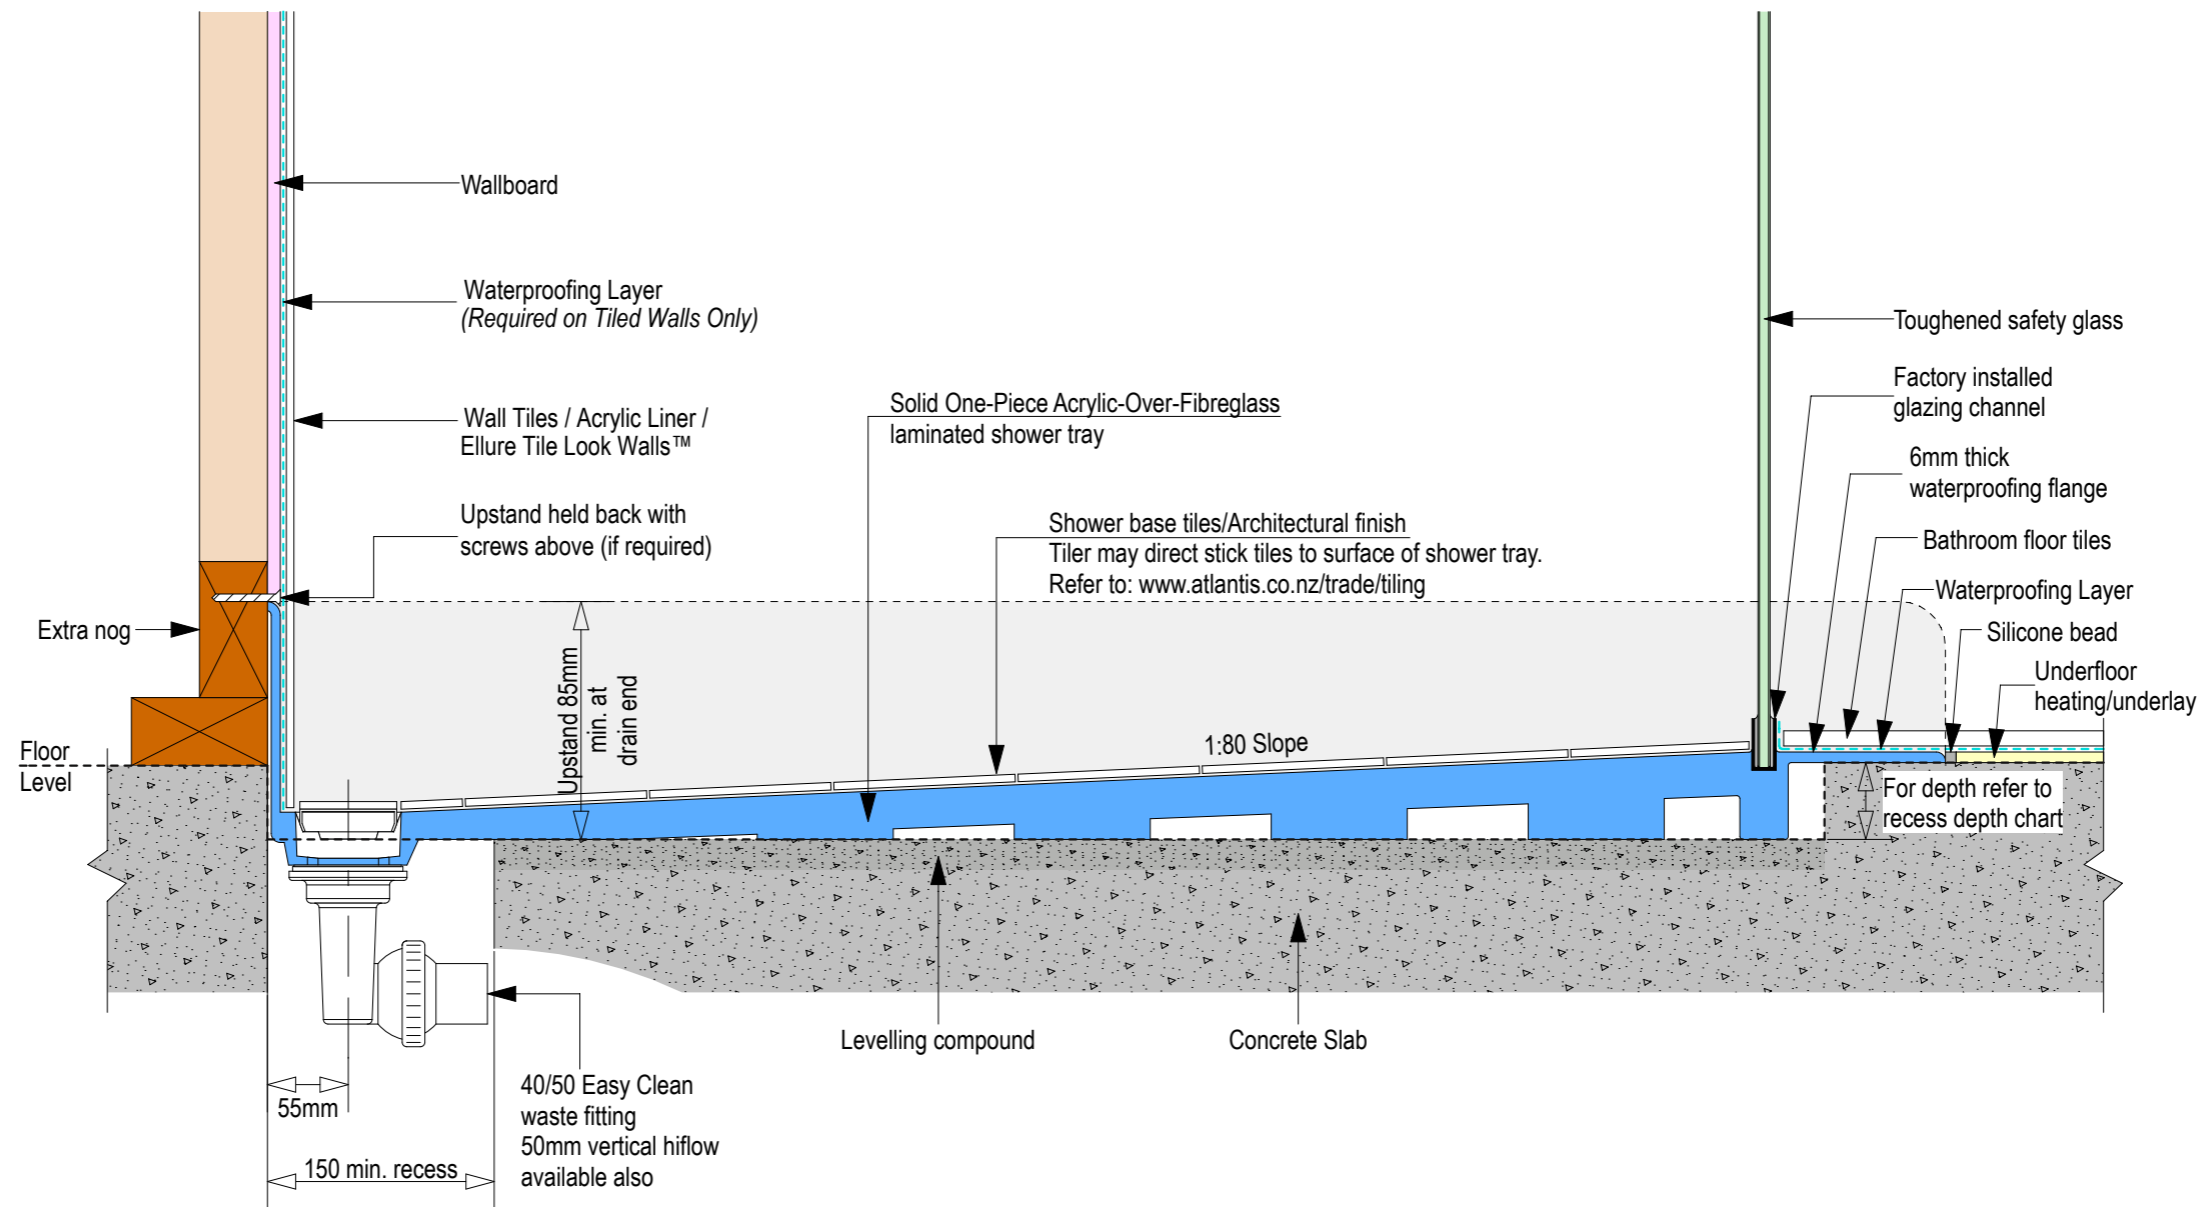 Wallboard
Waterproofing Layer
(Required on Tiled Walls Only)
Wall Tiles / Acrylic Liner /
Ellure Tile Look Walls™
Upstand held back with
screws above (if required)
Extra nog
Floor
Level
Solid One-Piece Acrylic-Over-Fibreglass
laminated shower tray
Shower base tiles/Architectural finish
Tiler may direct stick tiles to surface of shower tray.
Refer to: www.atlantis.co.nz/trade/tiling
Upstand 85mm
min. at
drain end
1:80 Slope
Toughened safety glass
Factory installed
glazing channel
6mm thick
waterproofing flange
Bathroom floor tiles
Waterproofing Layer
Silicone bead
Underfloor
heating/underlay
For depth refer to
recess depth chart
Levelling compound
Concrete Slab
40/50 Easy Clean
waste fitting
50mm vertical hiflow
available also
55mm
150 min. recess